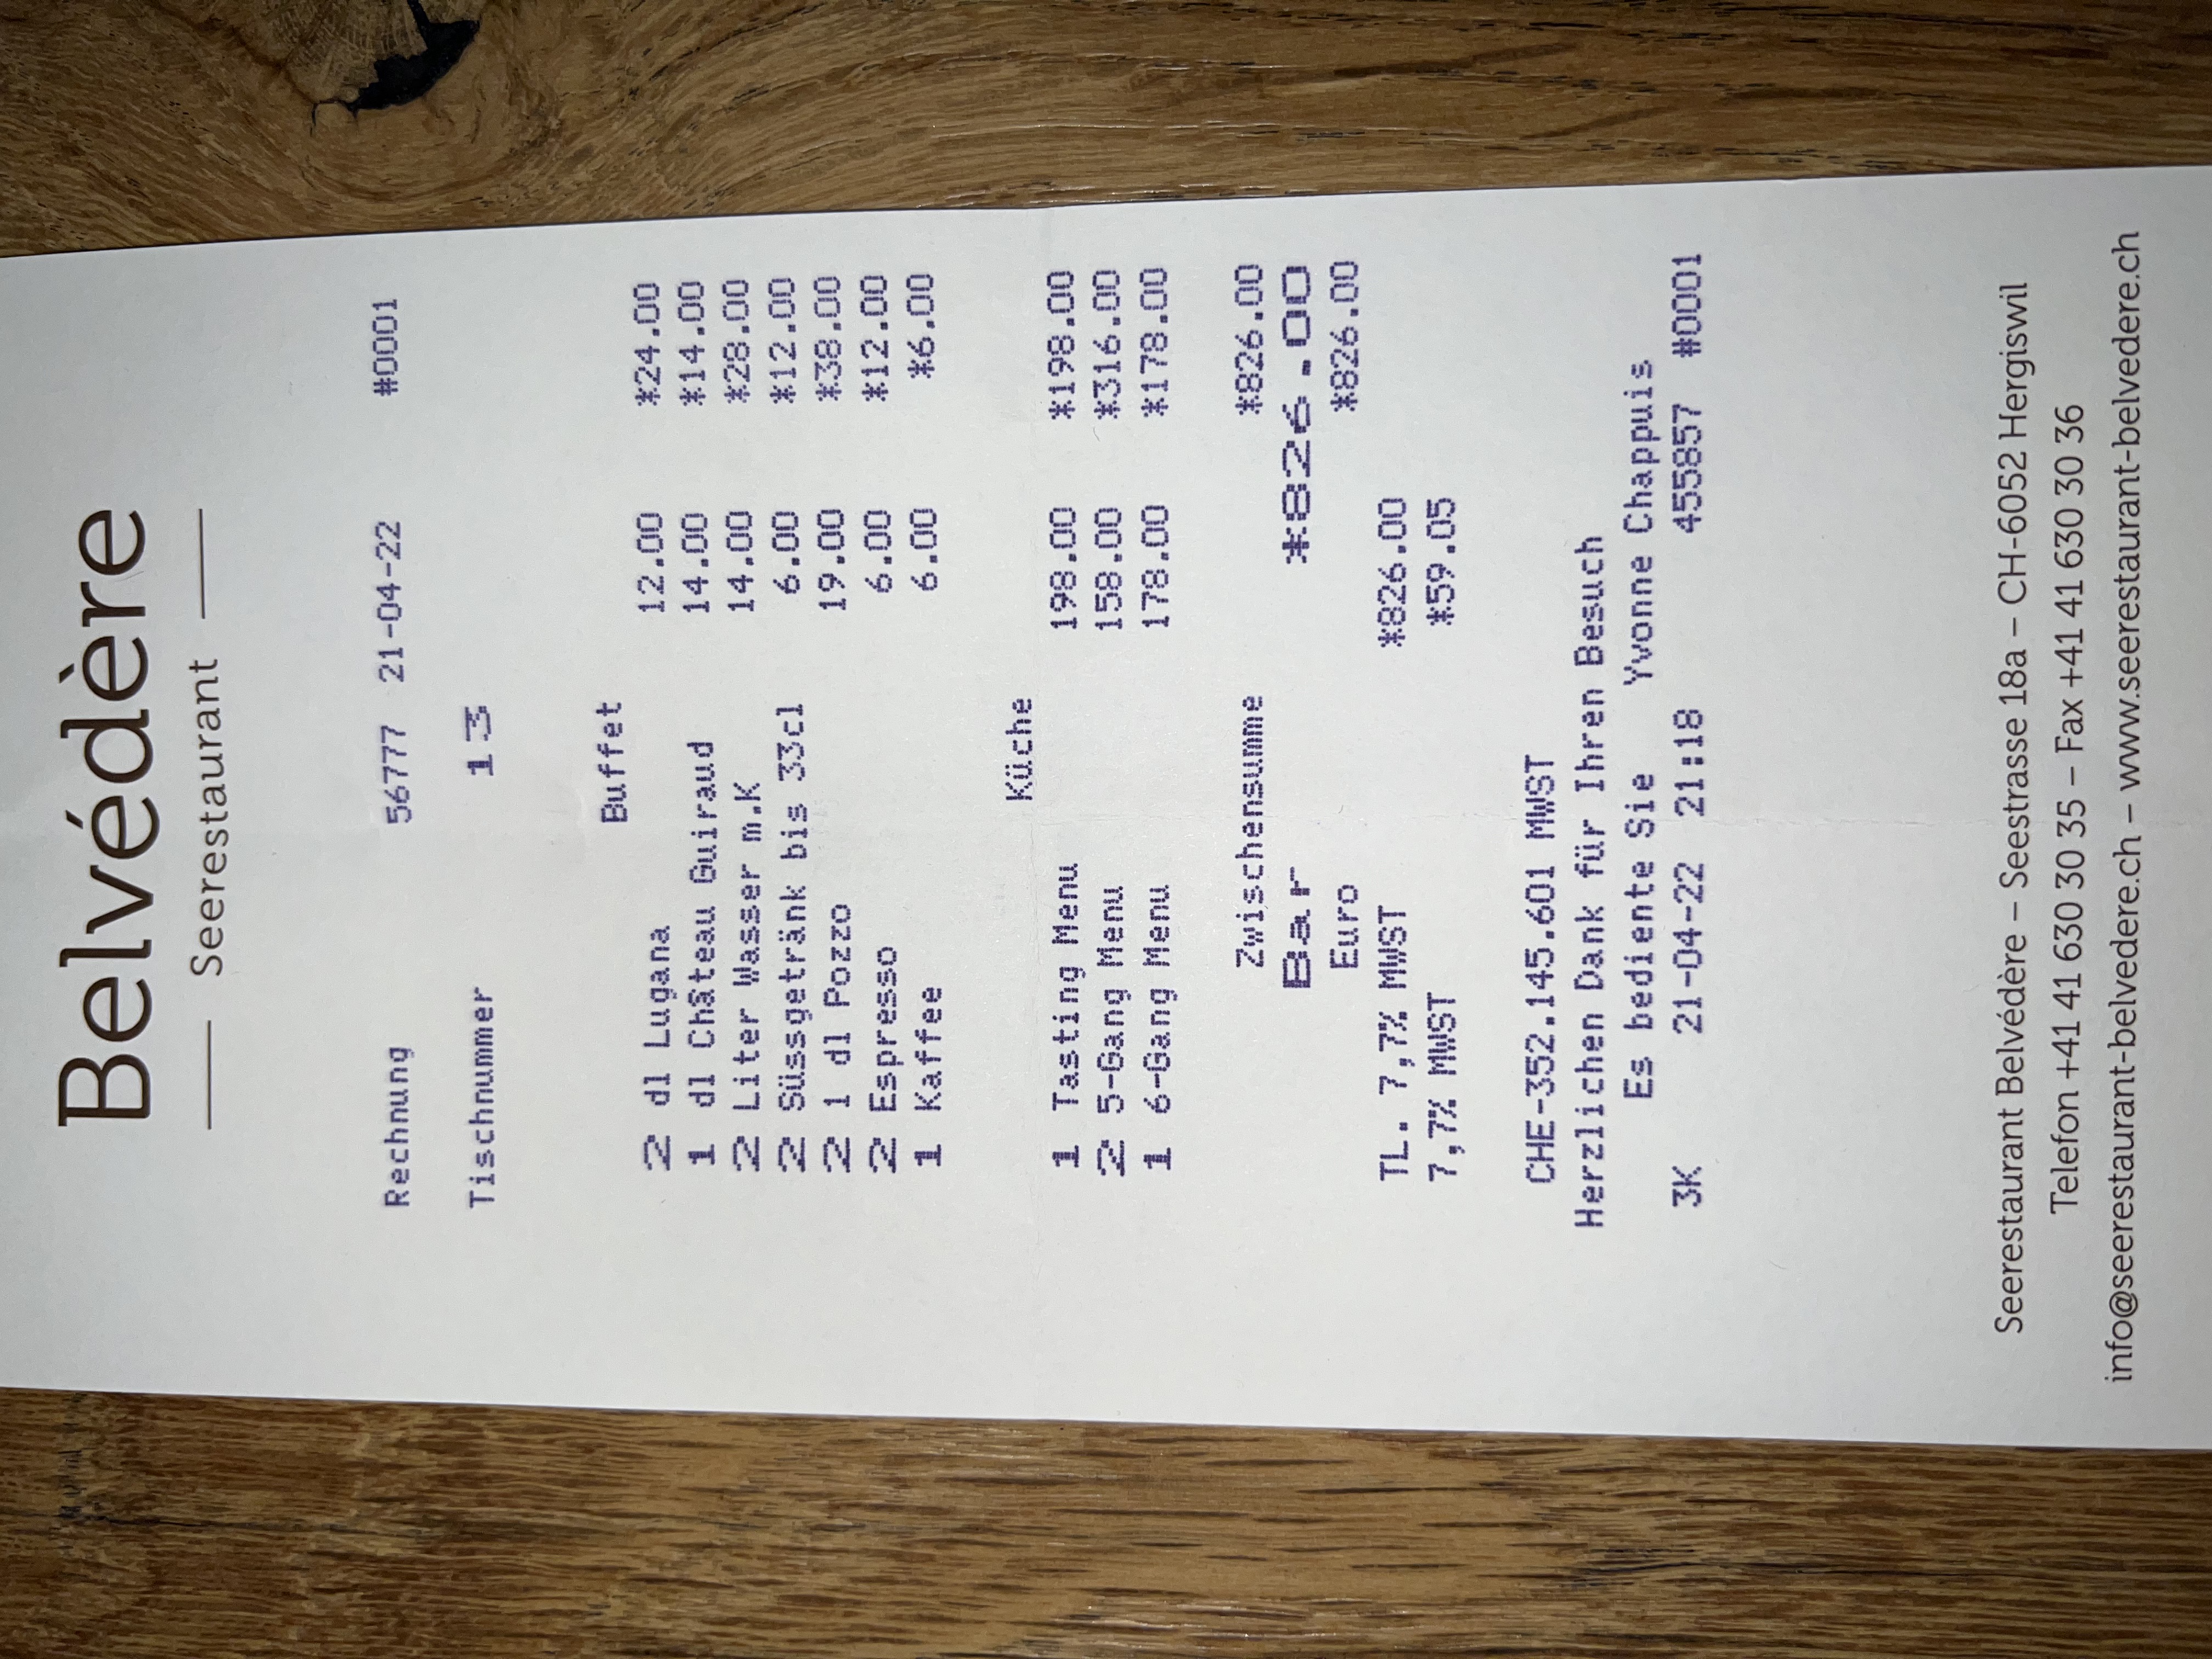 Belvédère
Seerestaurant
Rechnung 56777 21-04-22 #0001
Tischnummer 13
Buffet
2 dl Lugana 12.00 *24.00
1 dl Château Guiraud 14.00 *14.00
2 Liter Wasser m.K 14.00 *28.00
2 Süssgetränk bis 33cl 6.00 *12.00
2 1 dl Pozzo 19.00 *38.00
2 Espresso 6.00 *12.00
1 Kaffee 6.00 *6.00
Küche
1 Tasting Menu 198.00 *198.00
2 5-Gang Menu 158.00 *316.00
1 6-Gang Menu 178.00 *178.00
Zwischensumme *826.00
Bar *826.00
Euro *826.00
TL. 7,7% MWST *826.00
7,7% MWST *59.05
CHE-352.145.601 MWST
Herzlichen Dank für Ihren Besuch
Es bediente Sie Yvonne Chappuis
3K 21-04-22 21:18 455857 #0001
Seerestaurant Belvédère – Seestrasse 18a – CH-6052 Hergiswil
Telefon +41 41 630 30 35 – Fax +41 41 630 30 36
info@seerestaurant-belvedere.ch – www.seerestaurant-belvedere.ch